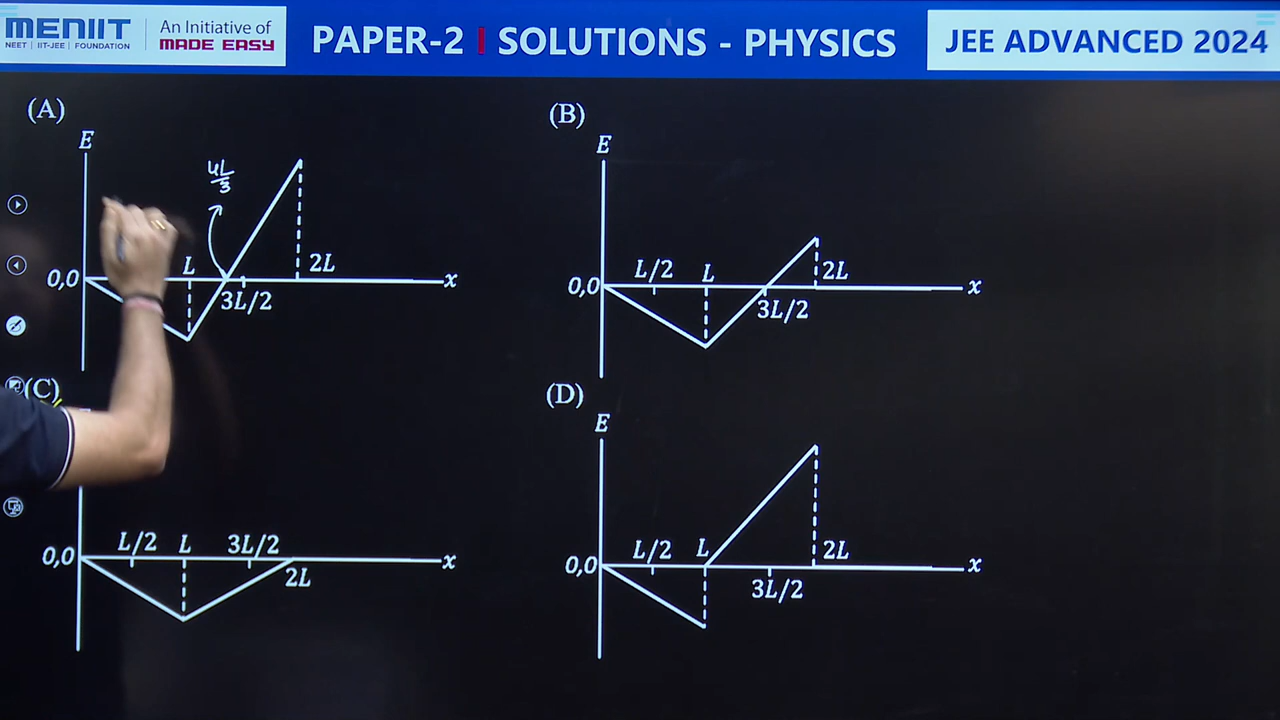 MENIIT
NEET | IIT-JEE | FOUNDATION
An Initiative of
MADE EASY
PAPER-2 | SOLUTIONS - PHYSICS
JEE ADVANCED 2024
(A)
E
4L/3
L
2L
0,0
x
3L/2
(B)
E
L/2
L
2L
0,0
x
3L/2
(C)
L/2
L
3L/2
0,0
x
2L
(D)
E
L/2
L
2L
0,0
x
3L/2